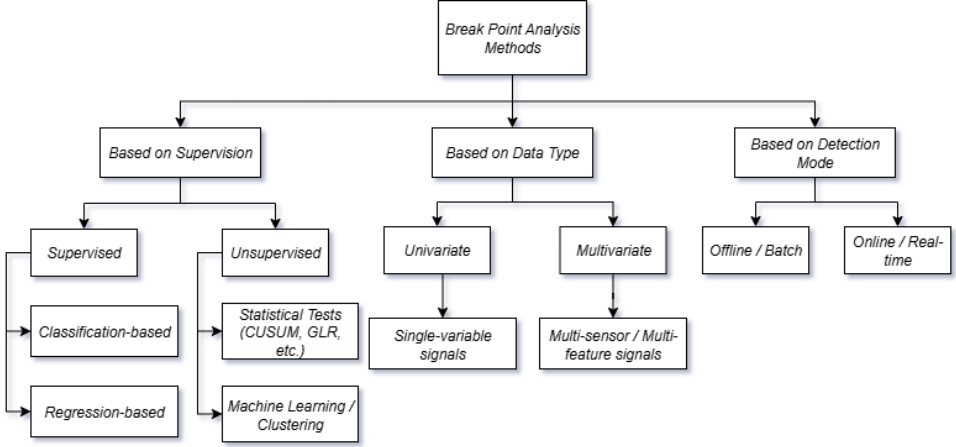 Break Point Analysis
Methods
Based on Supervision
Based on Data Type
Based on Detection
Mode
Supervised
Unsupervised
Univariate
Multivariate
Offline / Batch
Online / Real-
time
Classification-based
Statistical Tests
(CUSUM, GLR,
etc.)
Single-variable
signals
Multi-sensor / Multi-
feature signals
Regression-based
Machine Learning /
Clustering